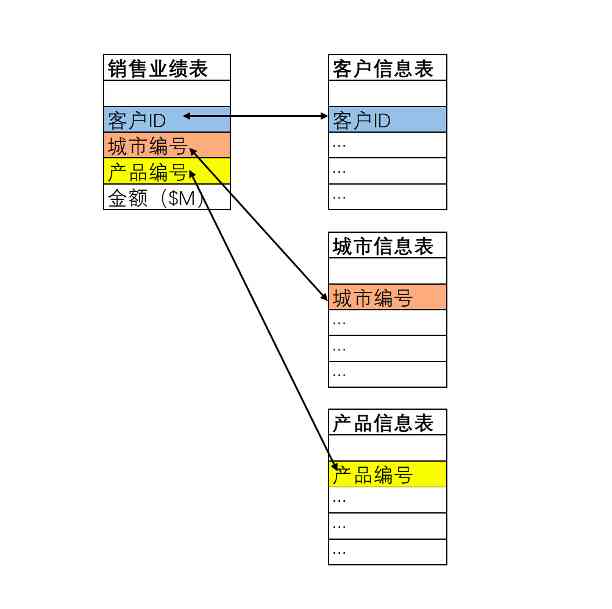 销售业绩表
客户ID
城市编号
产品编号
金额（$M）
客户信息表
客户ID
...
...
...
城市信息表
城市编号
...
...
...
产品信息表
产品编号
...
...
...